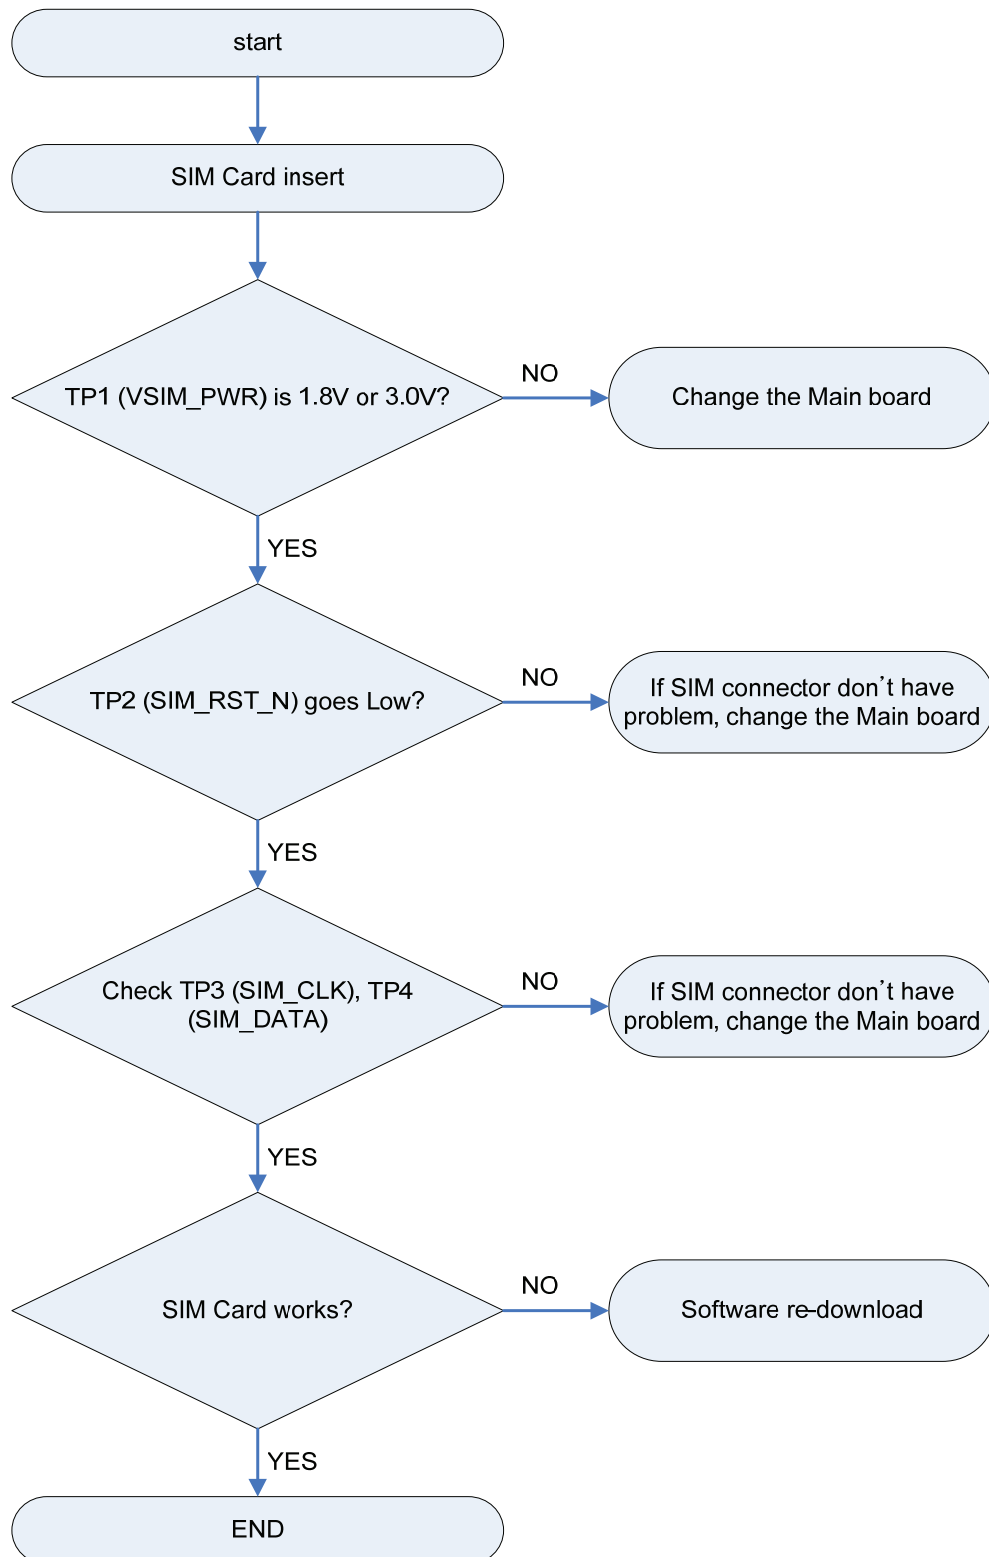 start
SIM Card insert
TP1 (VSIM_PWR) is 1.8V or 3.0V?
NO
Change the Main board
YES
TP2 (SIM_RST_N) goes Low?
NO
If SIM connector don't have
problem, change the Main board
YES
Check TP3 (SIM_CLK), TP4
(SIM_DATA)
NO
If SIM connector don't have
problem, change the Main board
YES
SIM Card works?
NO
Software re-download
YES
END